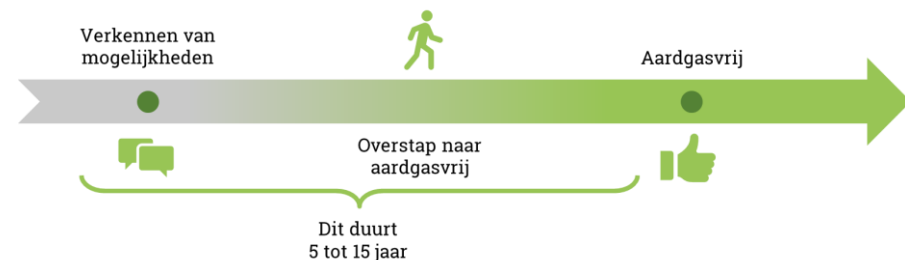 Verkennen van
mogelijkheden
Aardgasvrij
Overstap naar
aardgasvrij
Dit duurt
5 tot 15 jaar